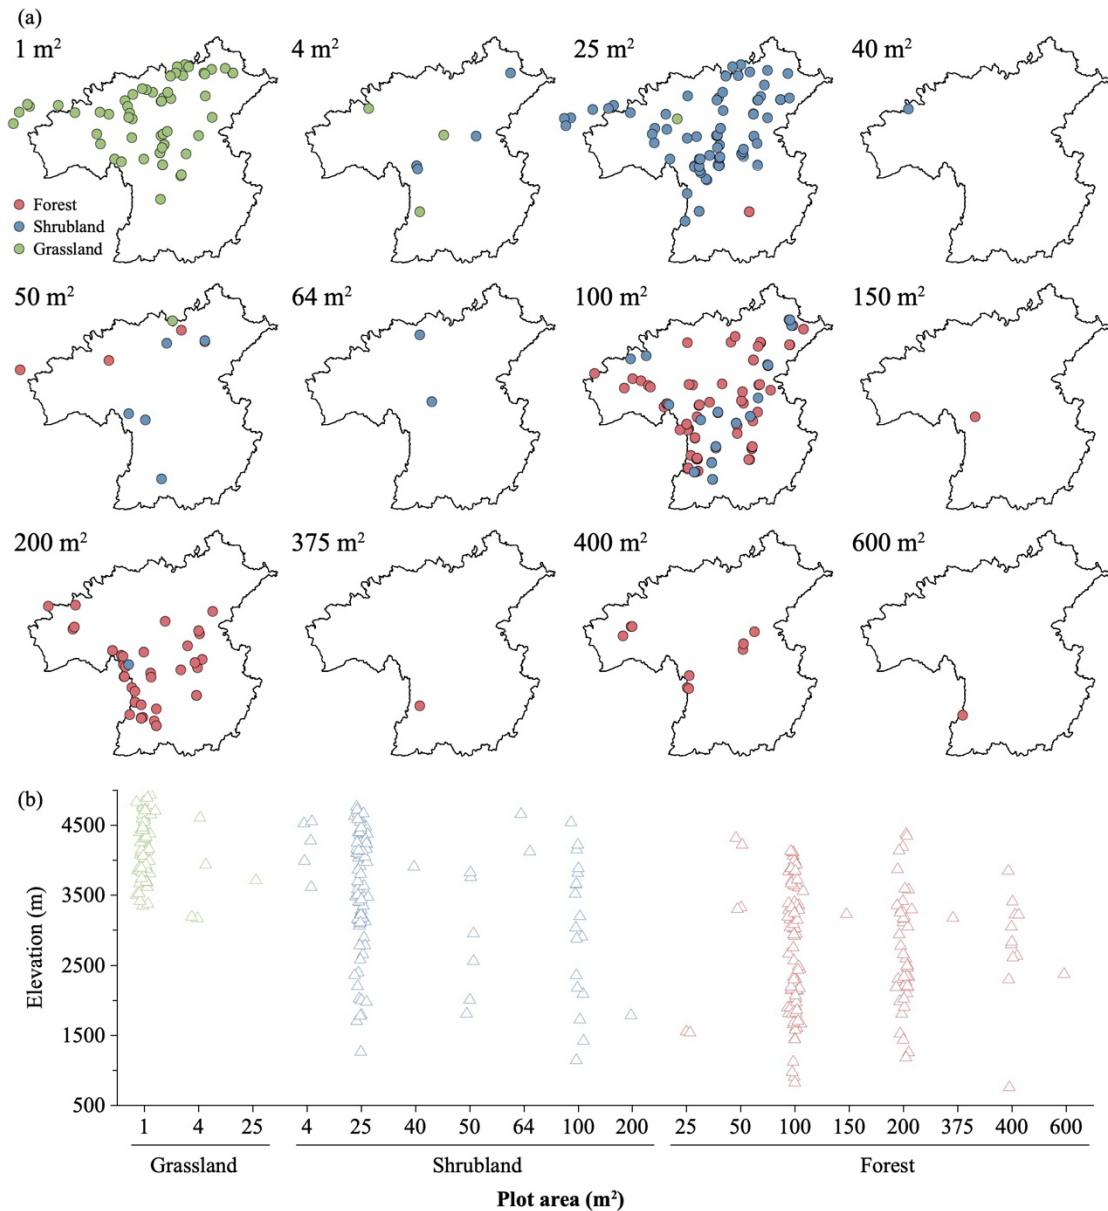 (a)
1 m² 4 m² 25 m² 40 m²
Forest
Shrubland
Grassland
50 m² 64 m² 100 m² 150 m²
200 m² 375 m² 400 m² 600 m²
(b)
Elevation (m)
4500
3500
2500
1500
500
1 4 25 4 25 40 50 64 100 200 25 50 100 150 200 375 400 600
Grassland Shrubland Forest
Plot area (m²)